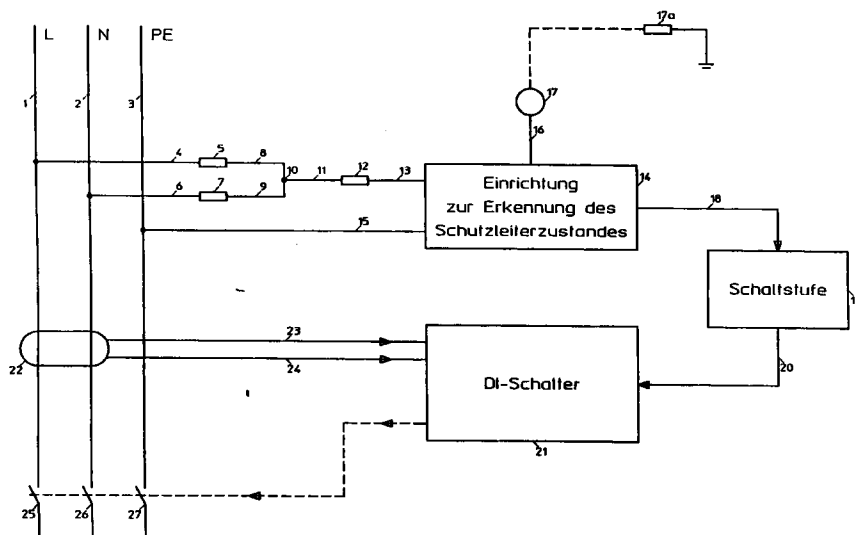 17a
L N PE
1 2 3
17
16
4 5 8
10 11 12 13
6 7 9
Einrichtung
zur Erkennung des
Schutzleiterzustandes
14
15
18
Schaltstufe
22
23
24
DI-Schalter
20
21
25 26 27